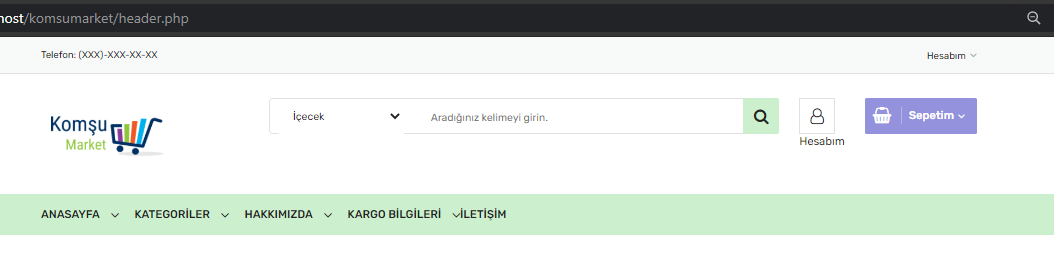 host/komsumarket/header.php
Telefon: (XXX)-XXX-XX-XX
Hesabım
Komşu
Market
İçecek
Aradığınız kelimeyi girin.
Sepetim
Hesabım
ANASAYFA KATEGORİLER HAKKIMIZDA KARGO BİLGİLERİ İLETİŞİM